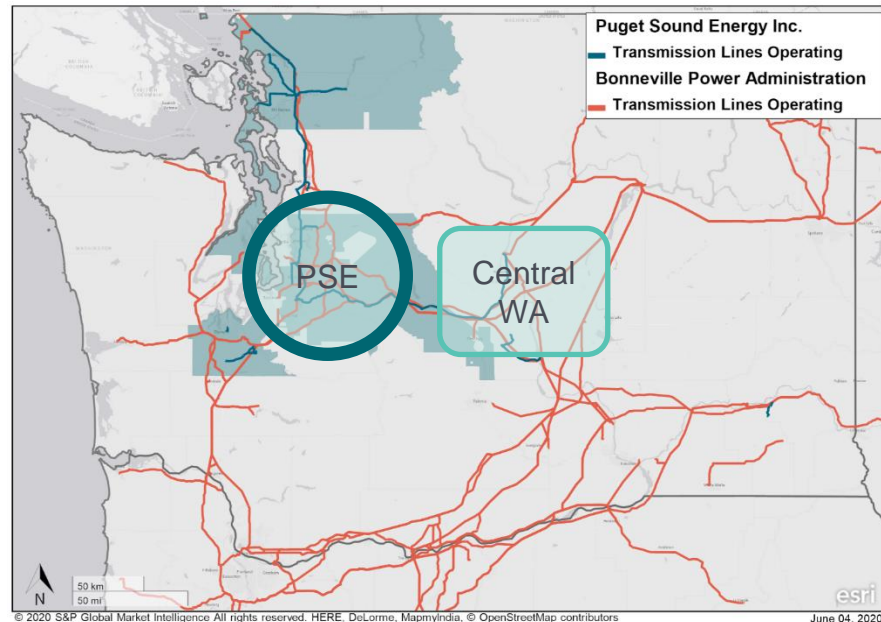 Puget Sound Energy Inc.
Transmission Lines Operating
Bonneville Power Administration
Transmission Lines Operating
PSE
Central
WA
N
50 km
50 mi
esri
© 2020 S&P Global Market Intelligence All rights reserved. HERE, DeLorme, MapmyIndia, © OpenStreetMap contributors
June 04, 2020